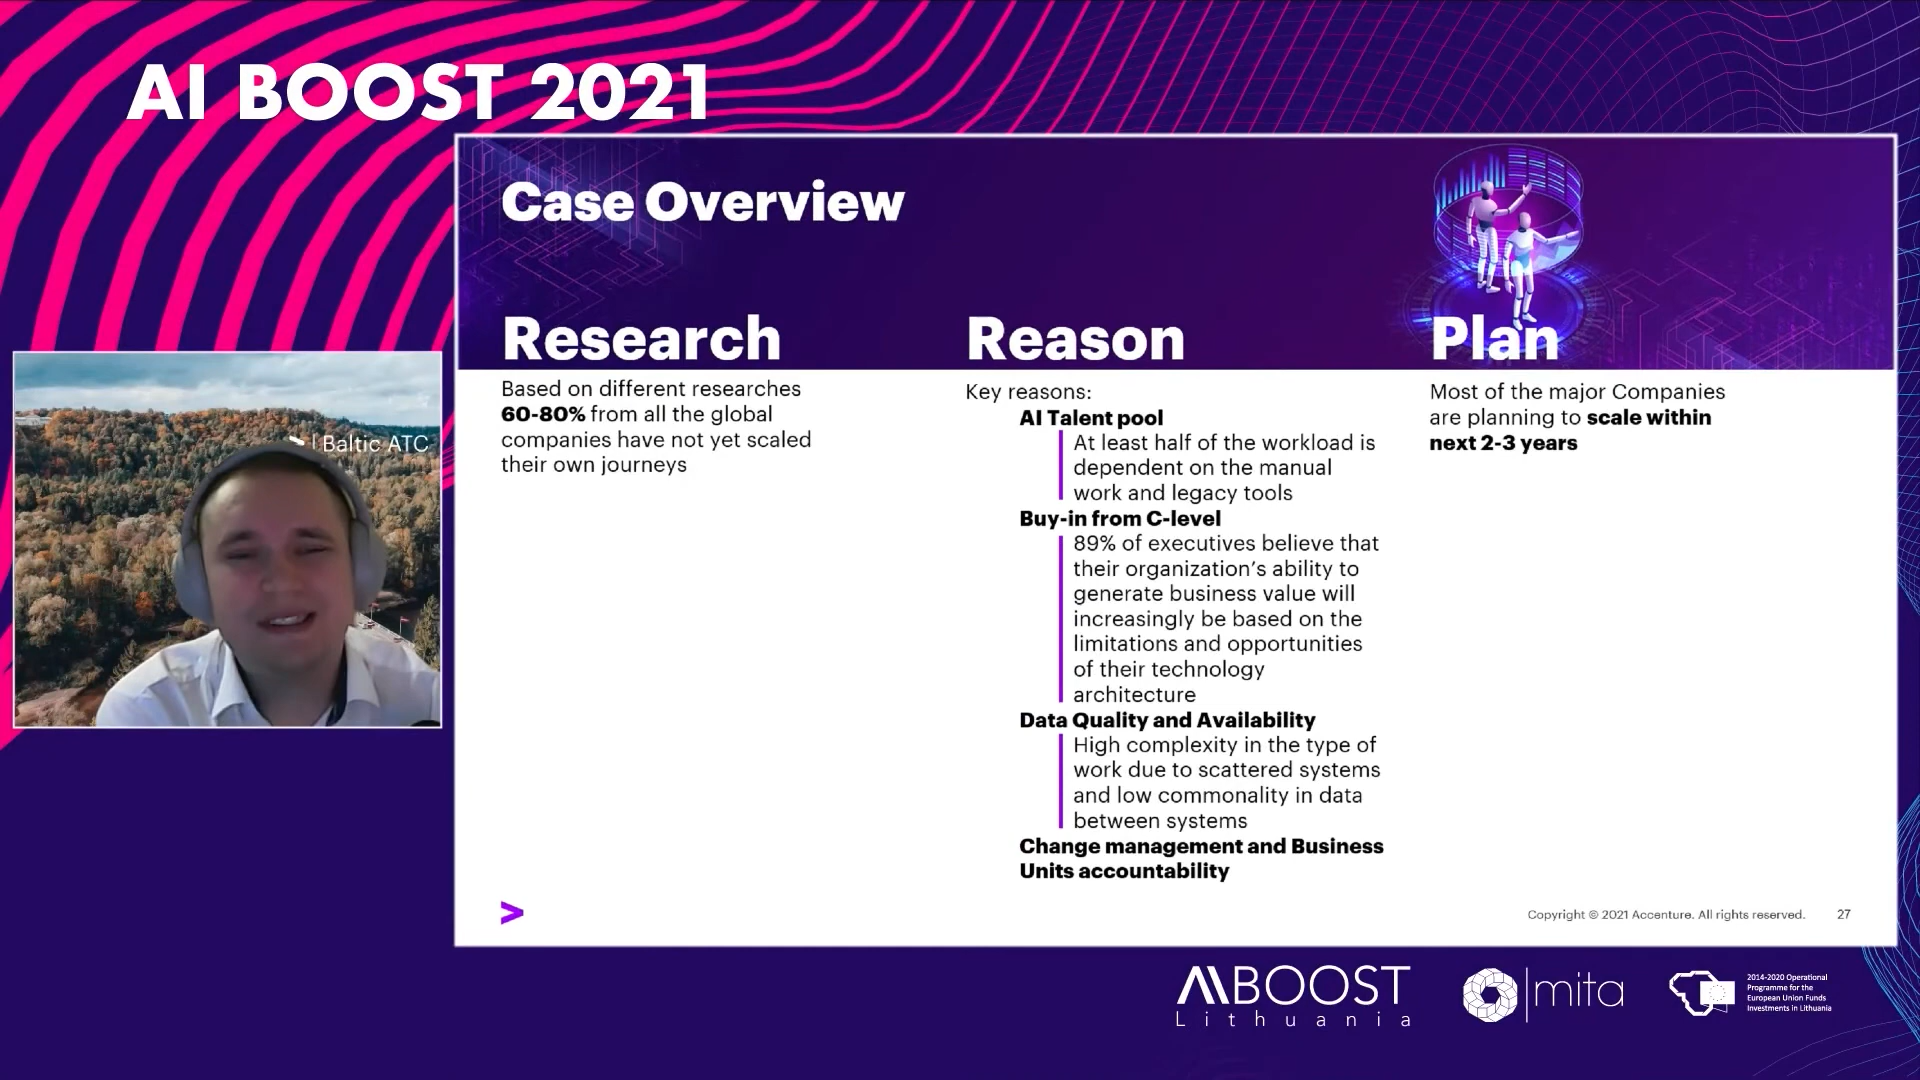 AI BOOST 2021
Case Overview
Research
Reason
Plan
Based on different researches
60-80% from all the global
companies have not yet scaled
their own journeys
Key reasons:
AI Talent pool
At least half of the workload is
dependent on the manual
work and legacy tools
Buy-in from C-level
89% of executives believe that
their organization's ability to
generate business value will
increasingly be based on the
limitations and opportunities
of their technology
architecture
Data Quality and Availability
High complexity in the type of
work due to scattered systems
and low commonality in data
between systems
Change management and Business
Units accountability
Most of the major Companies
are planning to scale within
next 2-3 years
| Baltic ATC
>
Copyright © 2021 Accenture. All rights reserved.
27
AI BOOST
Lithuania
mita
2014-2020 Operational
Programme for the
European Union Funds
Investments in Lithuania